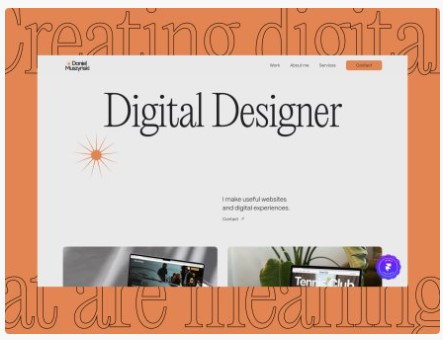 Creating digital
Daniel
Muszyński
Work
About me
Services
Contact
Digital Designer
I make useful websites
and digital experiences.
Contact ↗
Tennis Club
at are meaning